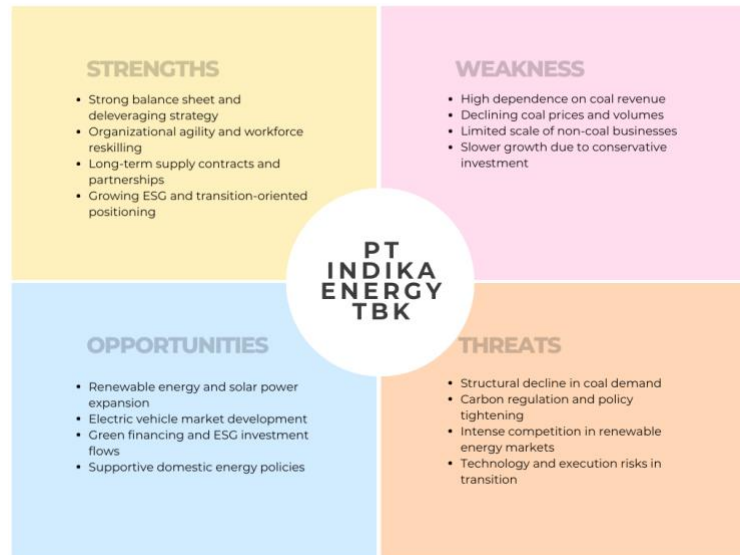 STRENGTHS
• Strong balance sheet and
deleveraging strategy
• Organizational agility and workforce
reskilling
• Long-term supply contracts and
partnerships
• Growing ESG and transition-oriented
positioning
WEAKNESS
• High dependence on coal revenue
• Declining coal prices and volumes
• Limited scale of non-coal businesses
• Slower growth due to conservative
investment
PT
INDIKA
ENERGY
TBK
OPPORTUNITIES
• Renewable energy and solar power
expansion
• Electric vehicle market development
• Green financing and ESG investment
flows
• Supportive domestic energy policies
THREATS
• Structural decline in coal demand
• Carbon regulation and policy
tightening
• Intense competition in renewable
energy markets
• Technology and execution risks in
transition